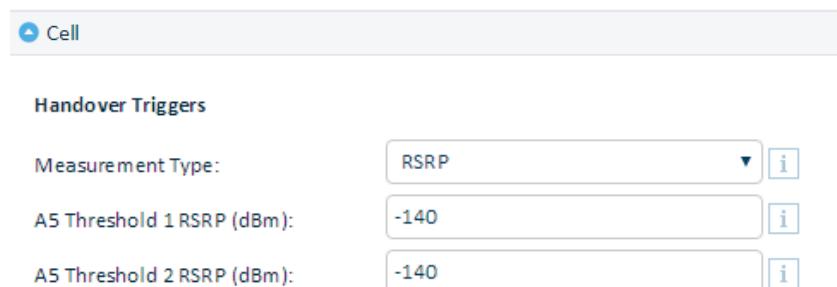 Cell
Handover Triggers
Measurement Type: RSRP
A5 Threshold 1 RSRP (dBm): -140
A5 Threshold 2 RSRP (dBm): -140